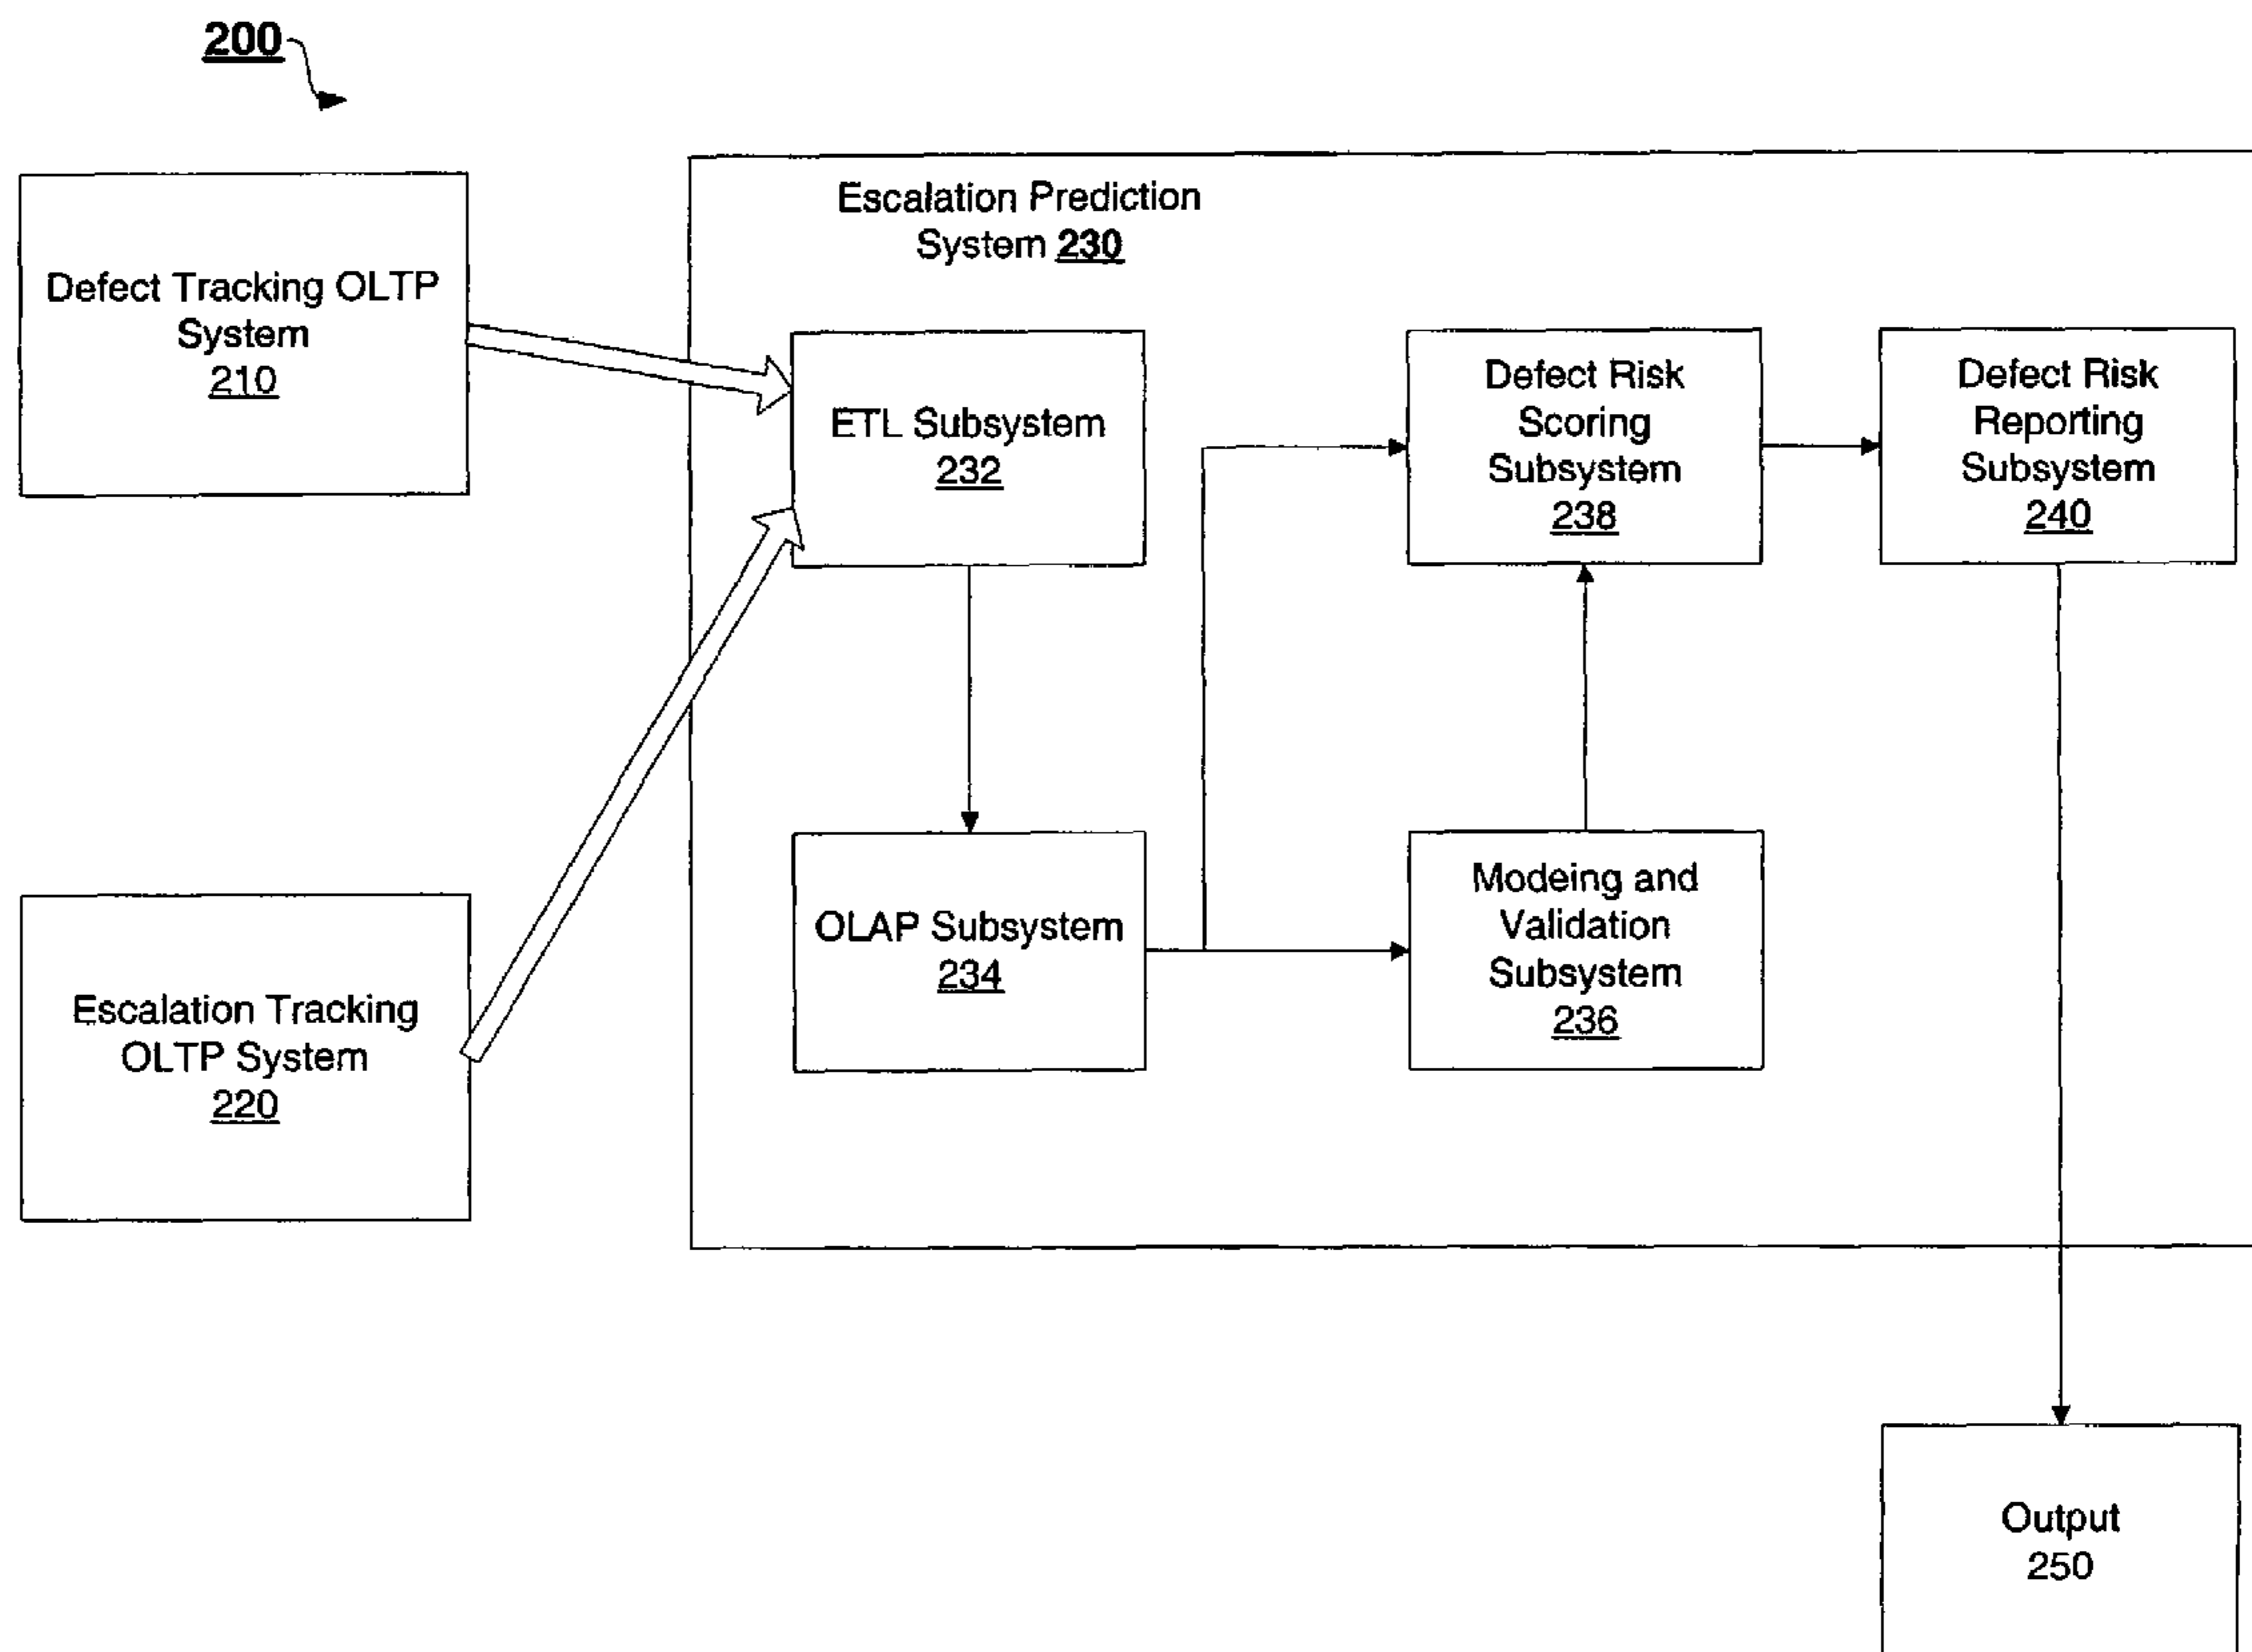 200
Defect Tracking OLTP
System
210
Escalation Tracking
OLTP System
220
Escalation Prediction
System 230
ETL Subsystem
232
OLAP Subsystem
234
Defect Risk
Scoring
Subsystem
238
Modeing and
Validation
Subsystem
236
Defect Risk
Reporting
Subsystem
240
Output
250